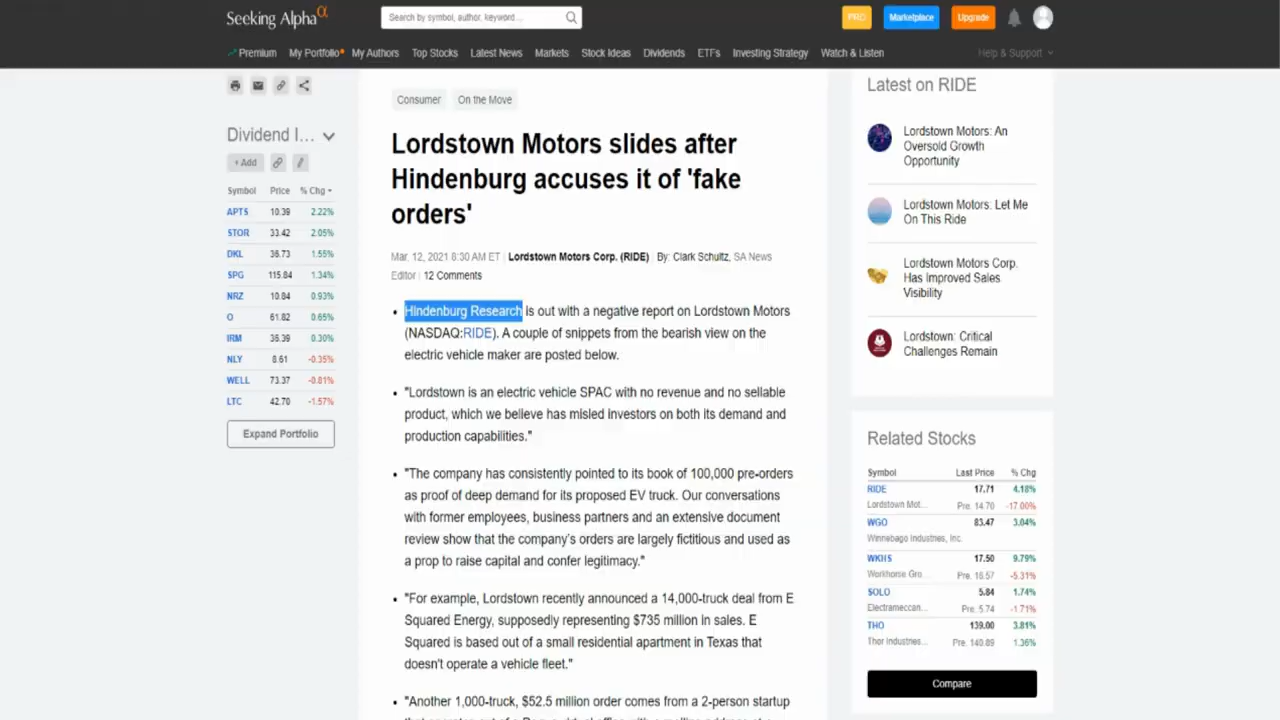 Seeking Alpha α
Search by symbol, author, keyword...
PRO
Marketplace
Upgrade
Premium
My Portfolio
My Authors
Top Stocks
Latest News
Markets
Stock Ideas
Dividends
ETFs
Investing Strategy
Watch & Listen
Help & Support
Dividend I...
+ Add
Symbol Price % Chg
APTS 10.39 2.22%
STOR 33.42 2.05%
DKL 36.73 1.55%
SPG 115.84 1.34%
NRZ 10.84 0.93%
O 61.82 0.65%
IRM 36.39 0.30%
NLY 8.61 -0.35%
WELL 73.37 -0.81%
LTC 42.70 -1.57%
Expand Portfolio
Consumer
On the Move
Lordstown Motors slides after
Hindenburg accuses it of 'fake
orders'
Mar. 12, 2021 8:30 AM ET | Lordstown Motors Corp. (RIDE) | By: Clark Schultz, SA News
Editor | 12 Comments
• Hindenburg Research is out with a negative report on Lordstown Motors
(NASDAQ:RIDE). A couple of snippets from the bearish view on the
electric vehicle maker are posted below.
• "Lordstown is an electric vehicle SPAC with no revenue and no sellable
product, which we believe has misled investors on both its demand and
production capabilities."
• "The company has consistently pointed to its book of 100,000 pre-orders
as proof of deep demand for its proposed EV truck. Our conversations
with former employees, business partners and an extensive document
review show that the company's orders are largely fictitious and used as
a prop to raise capital and confer legitimacy."
• "For example, Lordstown recently announced a 14,000-truck deal from E
Squared Energy, supposedly representing $735 million in sales. E
Squared is based out of a small residential apartment in Texas that
doesn't operate a vehicle fleet."
• "Another 1,000-truck, $52.5 million order comes from a 2-person startup
Latest on RIDE
Lordstown Motors: An
Oversold Growth
Opportunity
Lordstown Motors: Let Me
On This Ride
Lordstown Motors Corp.
Has Improved Sales
Visibility
Lordstown: Critical
Challenges Remain
Related Stocks
Symbol Last Price % Chg
RIDE 17.71 4.18%
Lordstown Mot... Pre. 14.70 -17.00%
WGO 83.47 3.04%
Winnebago Industries, Inc.
WKHS 17.50 9.79%
Workhorse Gro... Pre. 16.57 -5.31%
SOLO 5.84 1.74%
Electrameccan... Pre. 5.74 -1.71%
THO 139.00 3.81%
Thor Industries... Pre. 140.89 1.36%
Compare